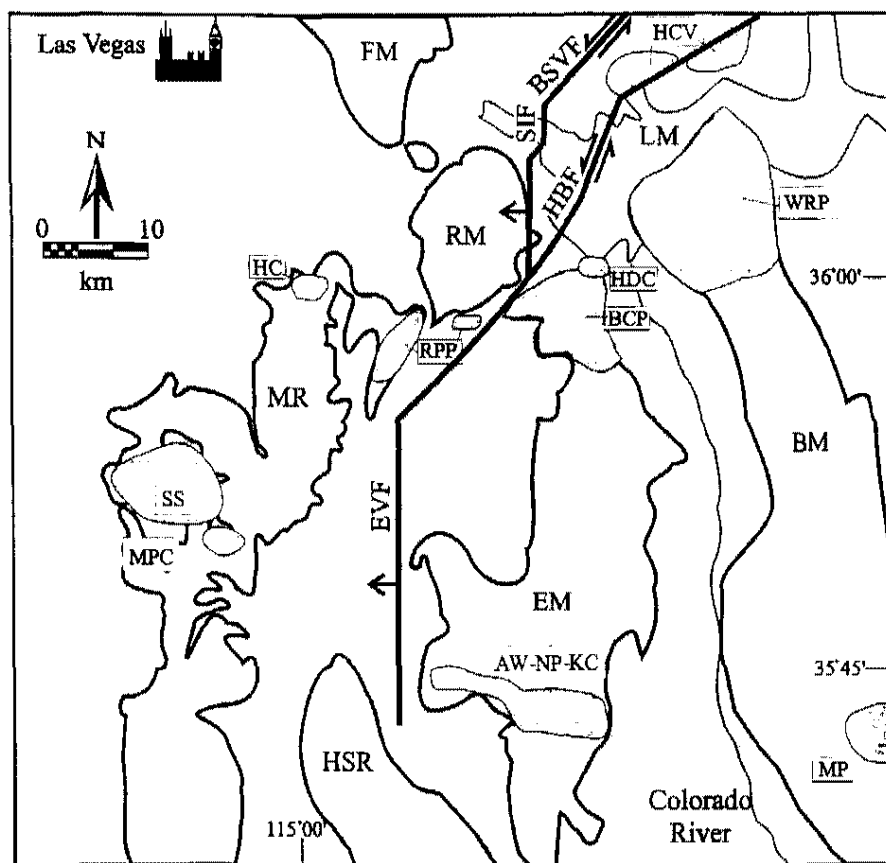 Las Vegas
FM
HCV
BSVF
SIF
LM
N
HBF
WRP
0 10
km
RM
HC
HDC
36°00'
BCP
RPP
MR
BM
SS
EVF
MPC
EM
AW-NP-KC
35°45'
HSR
MP
Colorado
River
115°00'